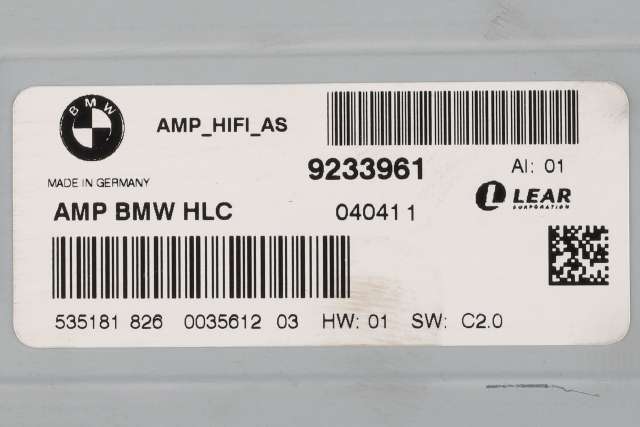 BMW
AMP_HIFI_AS
9233961 AI: 01
MADE IN GERMANY
LEAR
CORPORATION
AMP BMW HLC 040411
535181 826 0035612 03 HW: 01 SW: C2.0